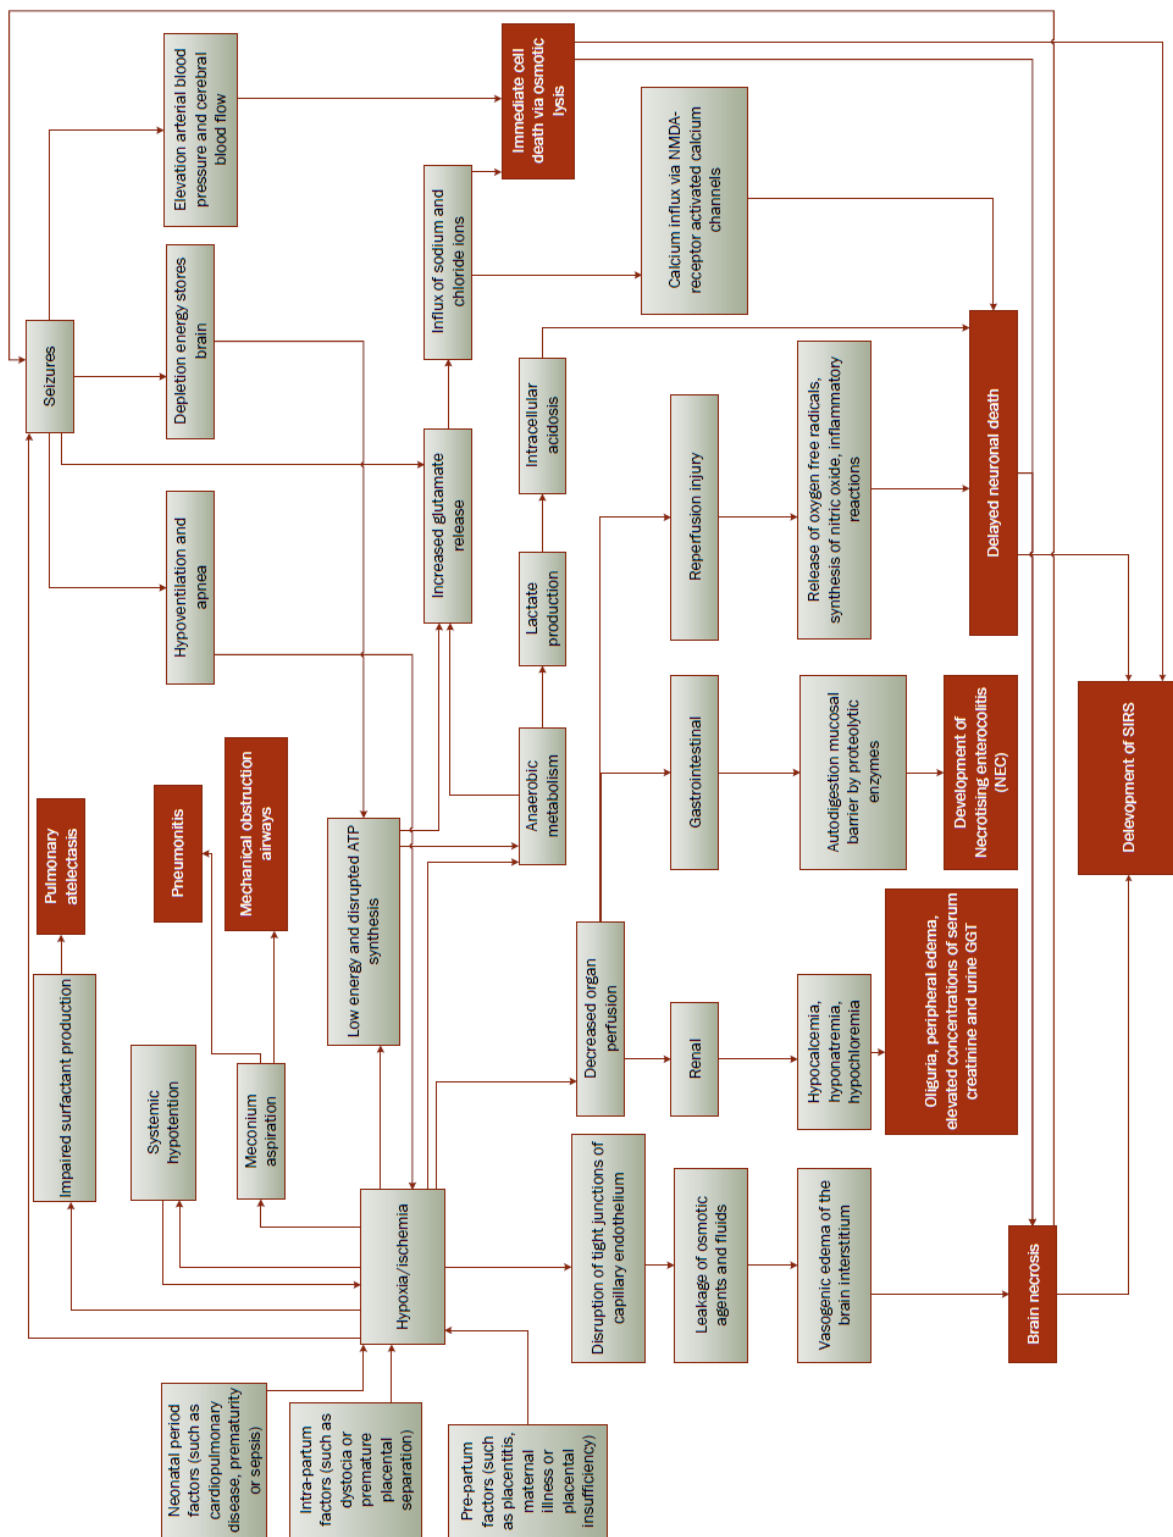 Seizures
Impaired surfactant production
Pulmonary
atelectasis
Neonatal period
factors (such as
cardiopulmonary
disease, prematurity
or sepsis)
Systemic
hypotention
Pneumonitis
Hypoventilation and
apnea
Depletion energy stores
brain
Elevation arterial blood
pressure and cerebral
blood flow
Meconium
aspiration
Mechanical obstruction
airways
Intra-partum
factors (such as
dystocia or
premature
placental
separation)
Hypoxia/ischemia
Low energy and disrupted ATP
synthesis
Pre-partum
factors (such
as placentitis,
maternal
illness or
placental
insufficiency)
Increased glutamate
release
Influx of sodium and
chloride ions
Immediate cell
death via osmotic
lysis
Anaerobic
metabolism
Lactate
production
Intracellular
acidosis
Disruption of tight junctions of
capillary endothelium
Decreased organ
perfusion
Calcium influx via NMDA-
receptor activated calcium
channels
Leakage of osmotic
agents and fluids
Renal
Gastrointestinal
Reperfusion injury
Vasogenic edema of the
brain interstitium
Hypocalcemia,
hyponatremia,
hypochloremia
Autodigestion mucosal
barrier by proteolytic
enzymes
Release of oxygen free radicals,
synthesis of nitric oxide, inflammatory
reactions
Oliguria, peripheral edema,
elevated concentrations of serum
creatinine and urine GGT
Development of
Necrotising enterocolitis
(NEC)
Delayed neuronal death
Brain necrosis
Delevopment of SIRS